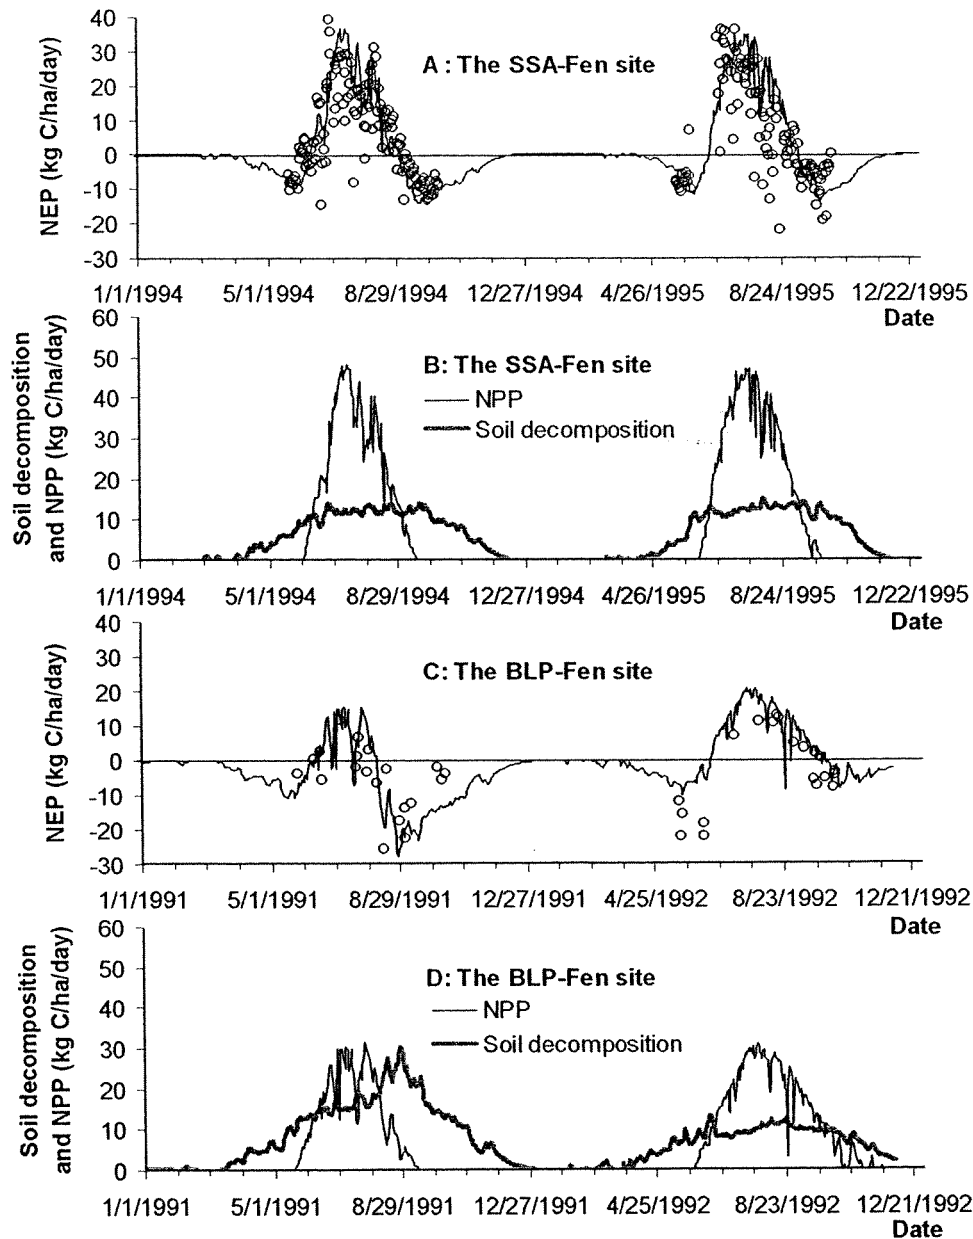 40
30
20
10
0
-10
-20
-30
NEP (kg C/ha/day)
A : The SSA-Fen site
1/1/1994 5/1/1994 8/29/1994 12/27/1994 4/26/1995 8/24/1995 12/22/1995
Date
60
50
40
30
20
10
0
Soil decomposition
and NPP (kg C/ha/day)
B: The SSA-Fen site
NPP
Soil decomposition
1/1/1994 5/1/1994 8/29/1994 12/27/1994 4/26/1995 8/24/1995 12/22/1995
Date
40
30
20
10
0
-10
-20
-30
NEP (kg C/ha/day)
C: The BLP-Fen site
1/1/1991 5/1/1991 8/29/1991 12/27/1991 4/25/1992 8/23/1992 12/21/1992
Date
60
50
40
30
20
10
0
Soil decomposition
and NPP (kg C/ha/day)
D: The BLP-Fen site
NPP
Soil decomposition
1/1/1991 5/1/1991 8/29/1991 12/27/1991 4/25/1992 8/23/1992 12/21/1992
Date